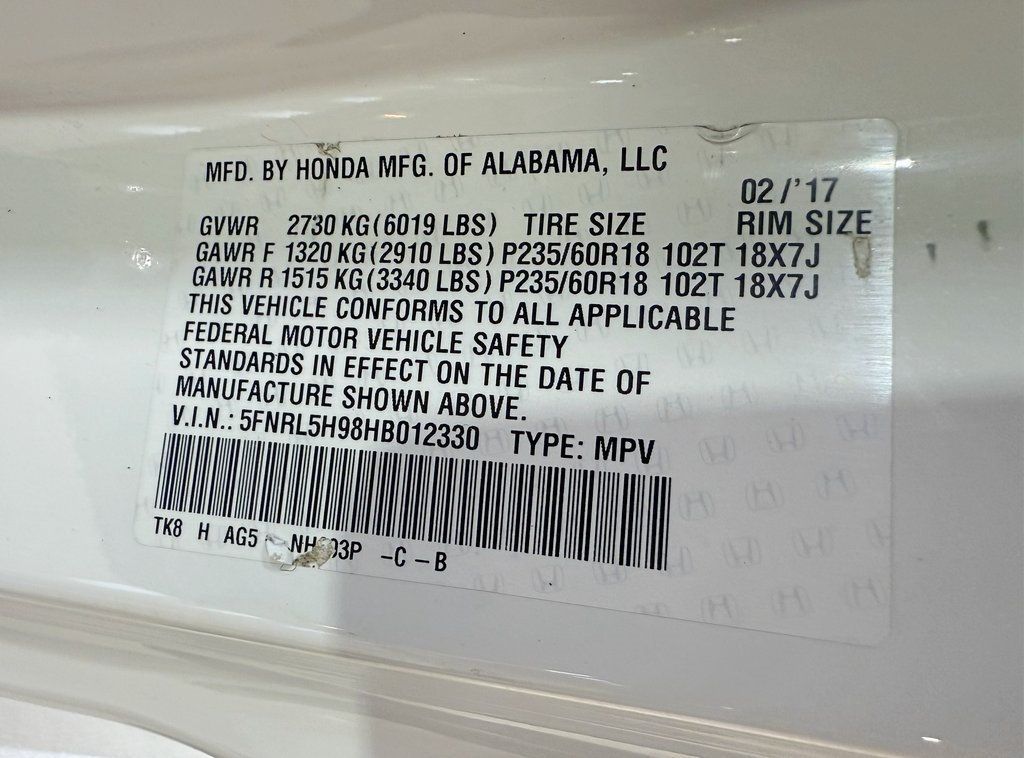 MFD. BY HONDA MFG. OF ALABAMA, LLC
02/'17
GVWR 2730 KG(6019 LBS) TIRE SIZE RIM SIZE
GAWR F 1320 KG(2910 LBS) P235/60R18 102T 18X7J
GAWR R 1515 KG(3340 LBS) P235/60R18 102T 18X7J
THIS VEHICLE CONFORMS TO ALL APPLICABLE
FEDERAL MOTOR VEHICLE SAFETY
STANDARDS IN EFFECT ON THE DATE OF
MANUFACTURE SHOWN ABOVE.
V.I.N.: 5FNRL5H98HB012330 TYPE: MPV
TK8 H AG5 -C -B